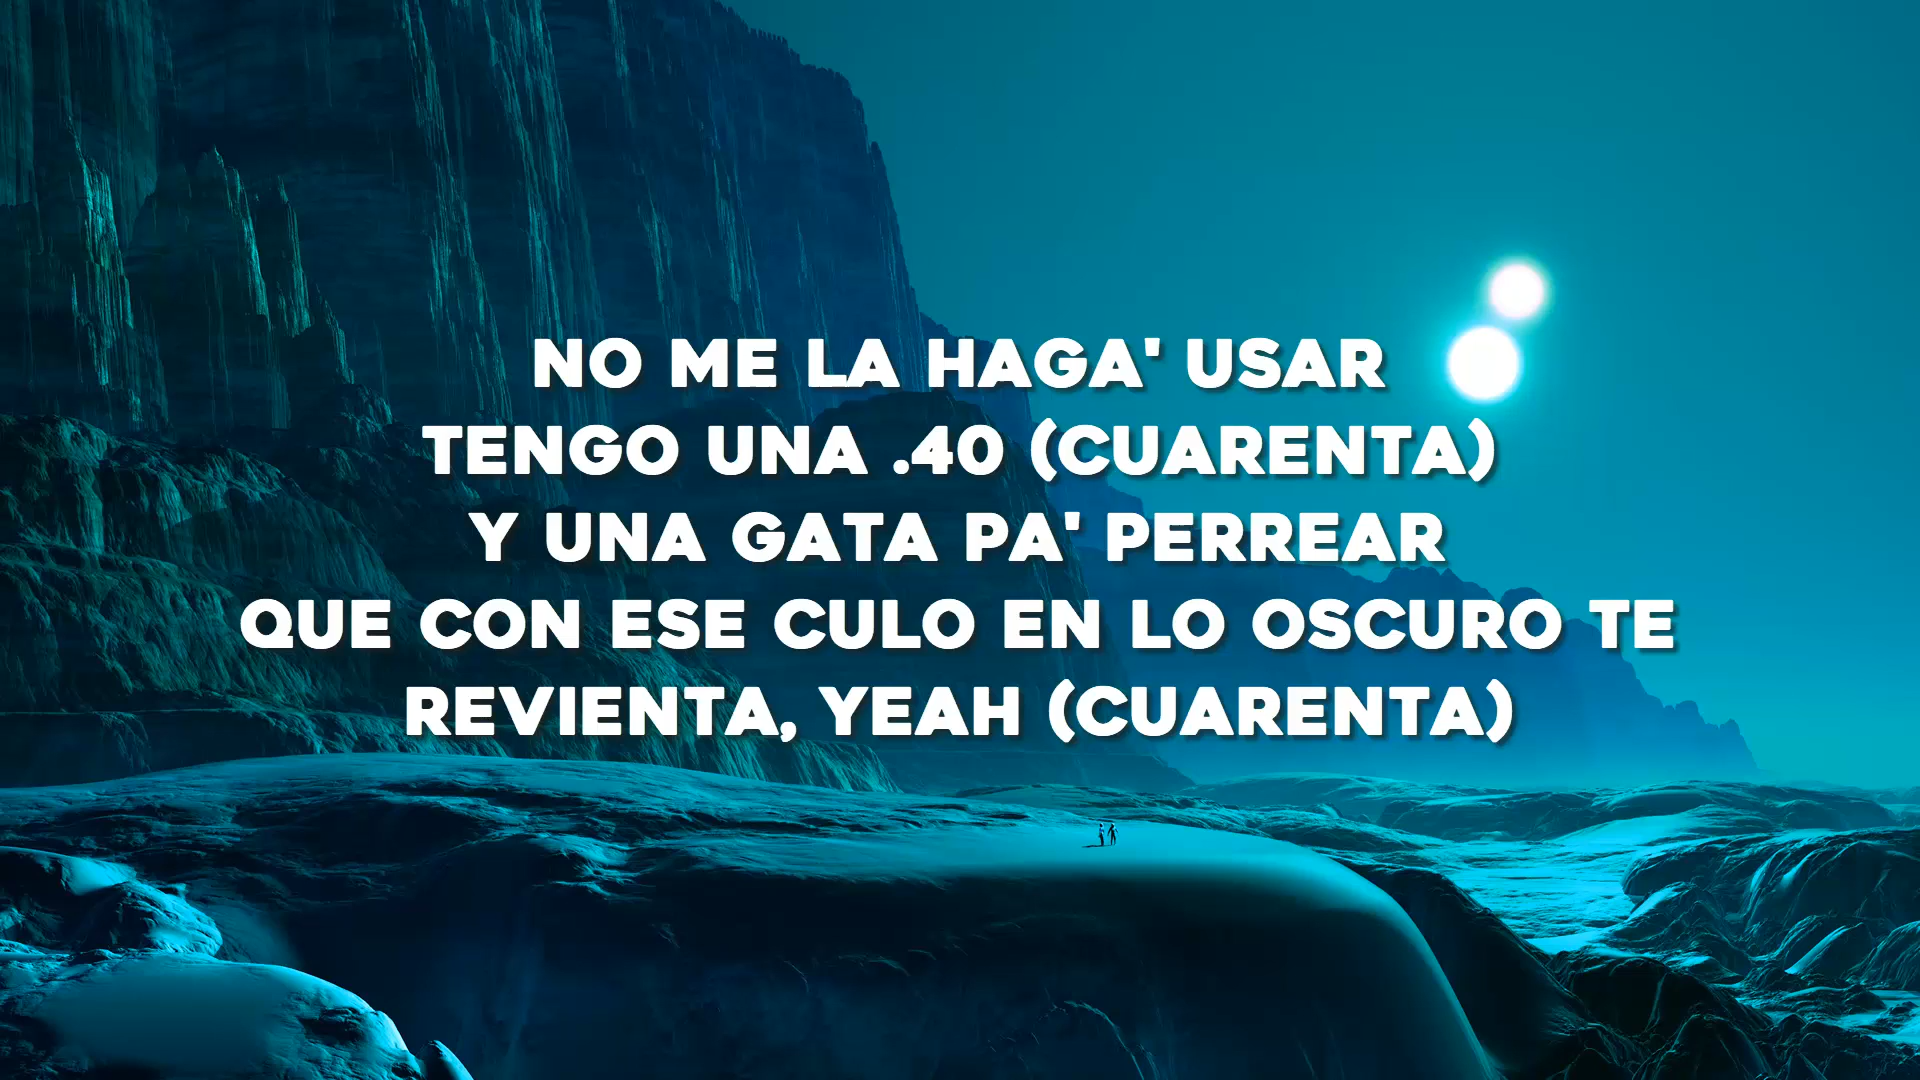 NO ME LA HAGA' USAR
TENGO UNA .40 (CUARENTA)
Y UNA GATA PA' PERREAR
QUE CON ESE CULO EN LO OSCURO TE
REVIENTA, YEAH (CUARENTA)